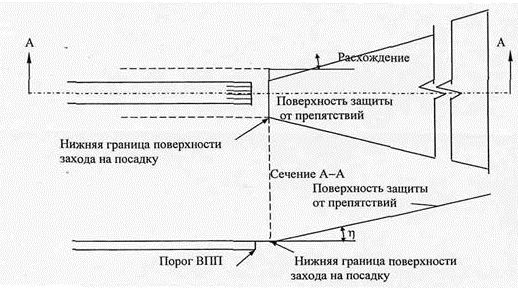 А
А
Расхождение
Поверхность защиты
от препятствий
Нижняя граница поверхности
захода на посадку
Сечение А–А
Поверхность защиты
от препятствий
η
Порог ВПП
Нижняя граница поверхности
захода на посадку